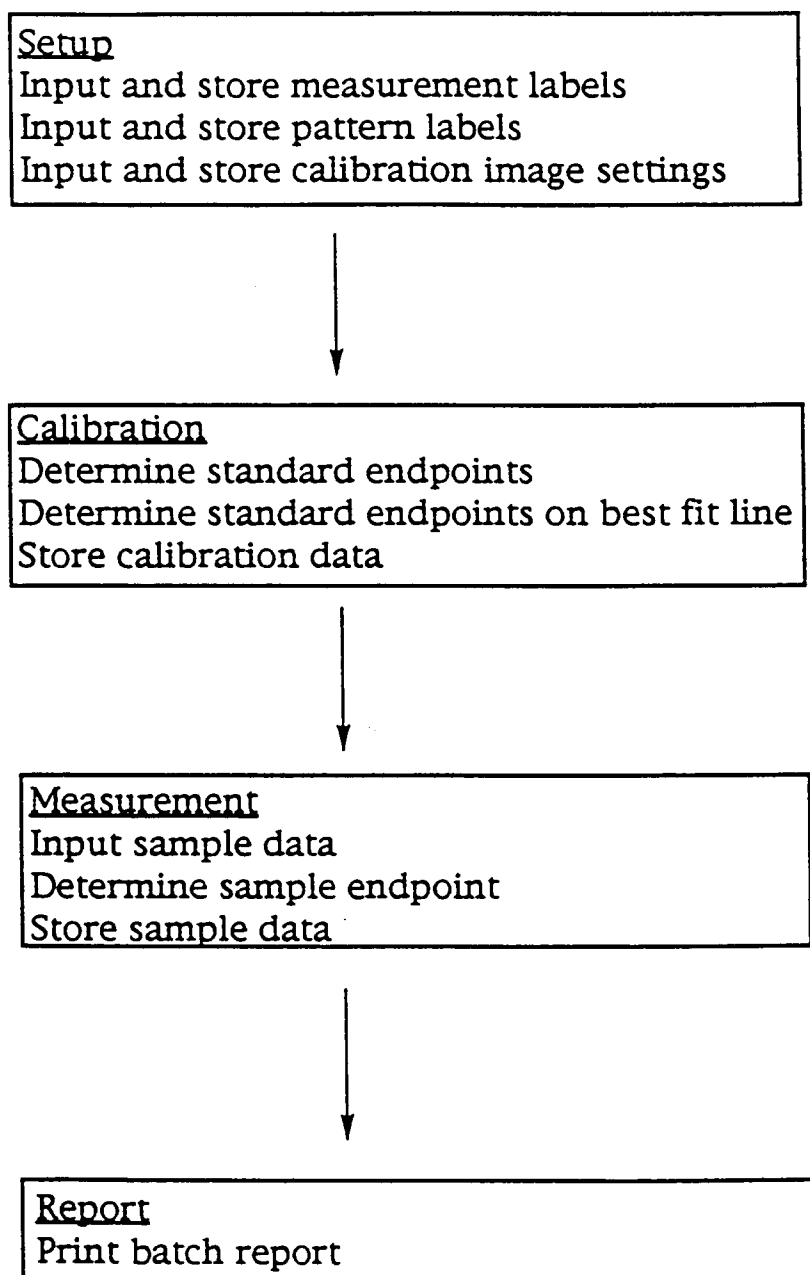 Setup
Input and store measurement labels
Input and store pattern labels
Input and store calibration image settings
Calibration
Determine standard endpoints
Determine standard endpoints on best fit line
Store calibration data
Measurement
Input sample data
Determine sample endpoint
Store sample data
Report
Print batch report